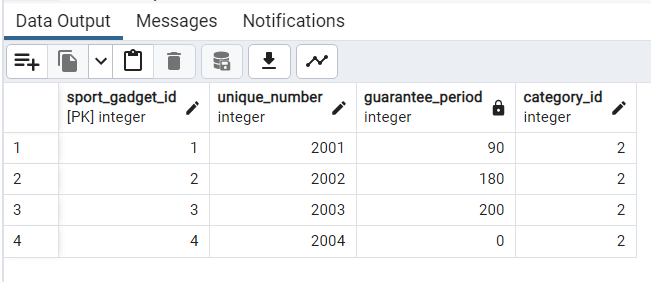 Data Output Messages Notifications
sport_gadget_id unique_number guarantee_period category_id
[PK] integer integer integer integer
1 1 2001 90 2
2 2 2002 180 2
3 3 2003 200 2
4 4 2004 0 2